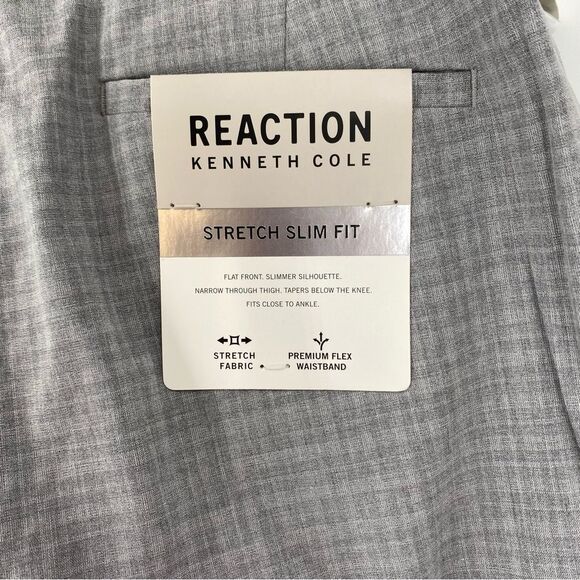 REACTION
KENNETH COLE
STRETCH SLIM FIT
FLAT FRONT. SLIMMER SILHOUETTE.
NARROW THROUGH THIGH. TAPERS BELOW THE KNEE.
FITS CLOSE TO ANKLE.
STRETCH FABRIC
PREMIUM FLEX WAISTBAND